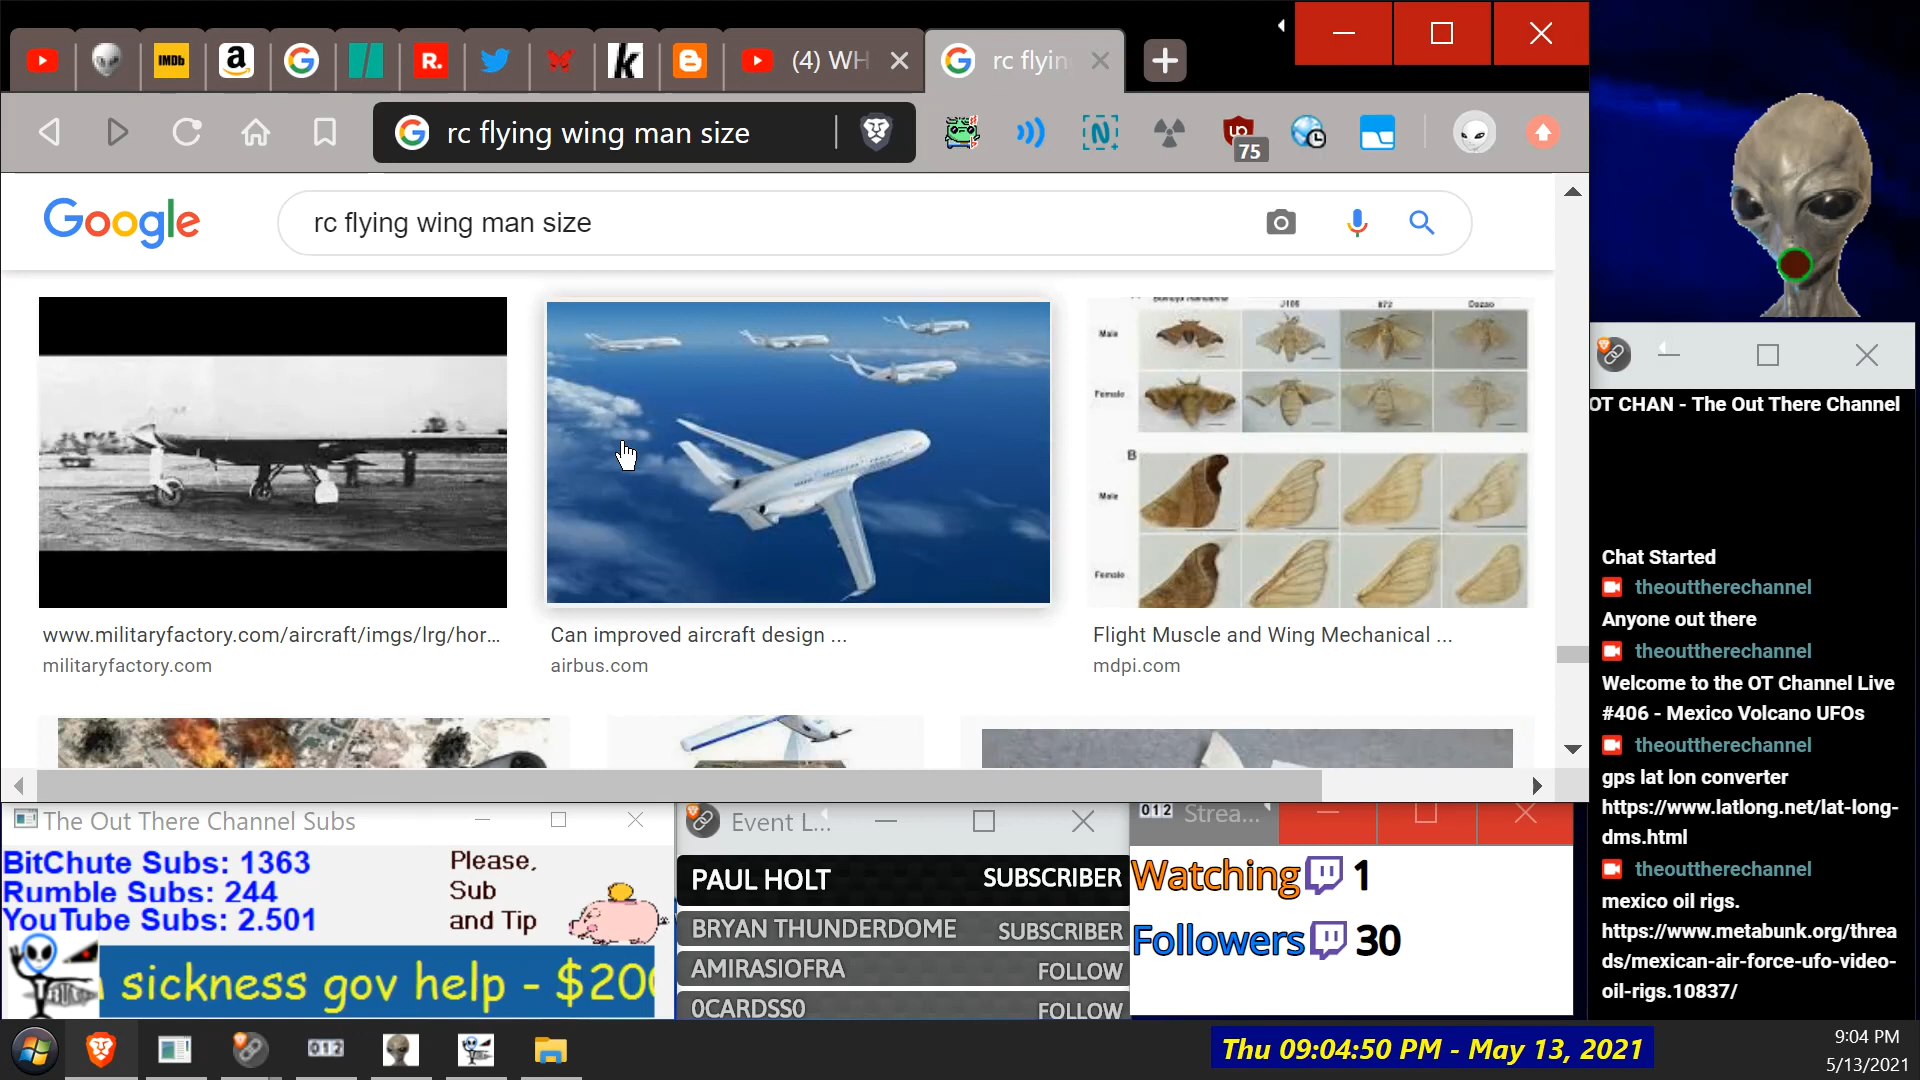 IMDb
a
R.
k
(4) WH
rc flyin
rc flying wing man size
75
Google
rc flying wing man size
Male
Female
B
Male
Female
www.militaryfactory.com/aircraft/imgs/lrg/hor...
militaryfactory.com
Can improved aircraft design ...
airbus.com
Flight Muscle and Wing Mechanical ...
mdpi.com
OT CHAN - The Out There Channel
Chat Started
theouttherechannel
Anyone out there
theouttherechannel
Welcome to the OT Channel Live
#406 - Mexico Volcano UFOs
theouttherechannel
gps lat lon converter
https://www.latlong.net/lat-long-
dms.html
theouttherechannel
mexico oil rigs.
https://www.metabunk.org/threa
ds/mexican-air-force-ufo-video-
oil-rigs.10837/
The Out There Channel Subs
BitChute Subs: 1363
Rumble Subs: 244
YouTube Subs: 2.501
Please,
Sub
and Tip
sickness gov help - $200
Event L...
PAUL HOLT SUBSCRIBER
BRYAN THUNDERDOME SUBSCRIBER
AMIRASIOFRA FOLLOW
0CARDSS0 FOLLOW
012 Strea...
Watching 1
Followers 30
012
Thu 09:04:50 PM - May 13, 2021
9:04 PM
5/13/2021